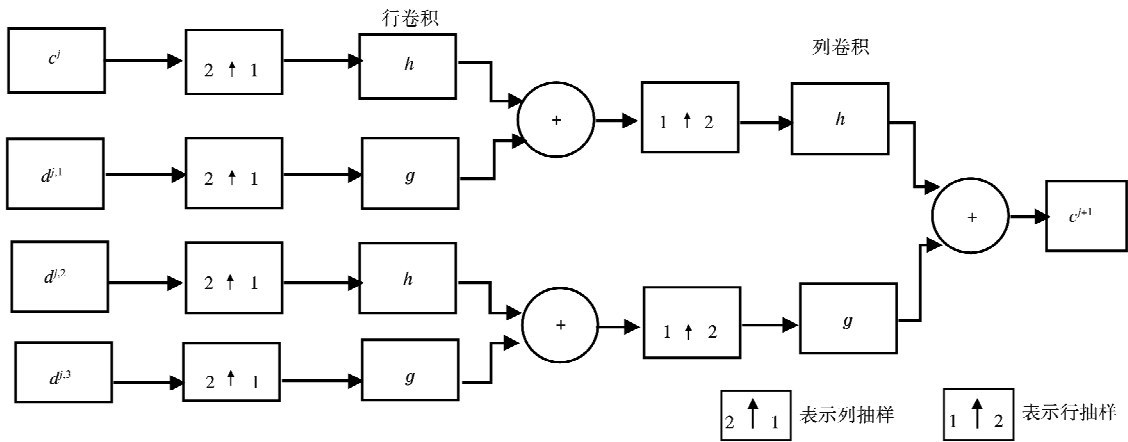 行卷积
列卷积
c^j
2 ↑ 1
h
d^{j,1}
2 ↑ 1
g
+
1 ↑ 2
h
d^{j,2}
2 ↑ 1
h
d^{j,3}
2 ↑ 1
g
+
1 ↑ 2
g
+
c^{j+1}
2 ↑ 1 表示列抽样
1 ↑ 2 表示行抽样